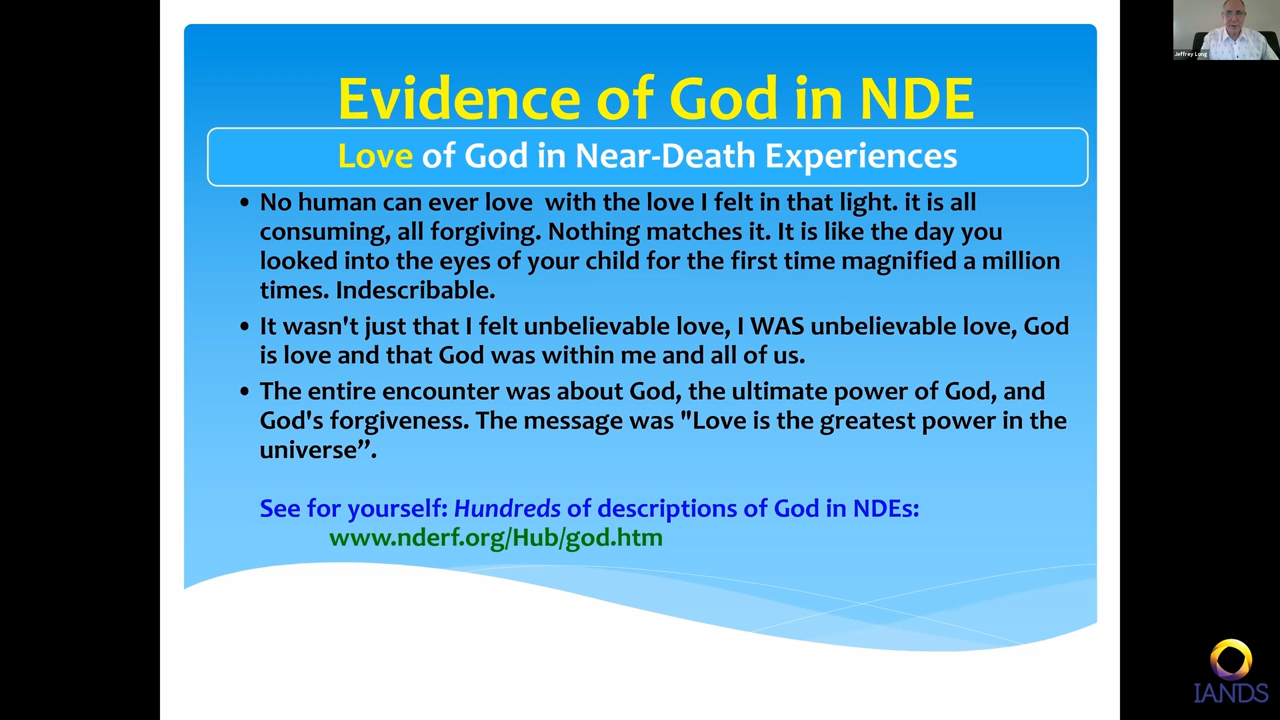 Jeffrey Long
Evidence of God in NDE
Love of God in Near-Death Experiences
• No human can ever love  with the love I felt in that light. it is all
consuming, all forgiving. Nothing matches it. It is like the day you
looked into the eyes of your child for the first time magnified a million
times. Indescribable.
• It wasn't just that I felt unbelievable love, I WAS unbelievable love, God
is love and that God was within me and all of us.
• The entire encounter was about God, the ultimate power of God, and
God's forgiveness. The message was "Love is the greatest power in the
universe”.
See for yourself: Hundreds of descriptions of God in NDEs:
www.nderf.org/Hub/god.htm
IANDS